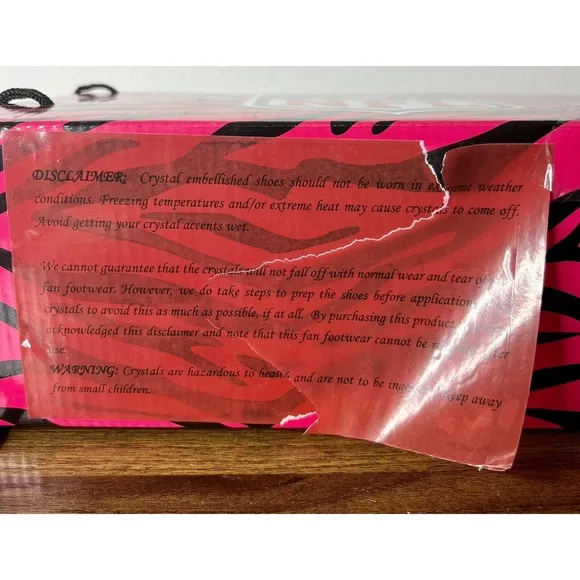 DISCLAIMER: Crystal embellished shoes should not be worn in extreme weather
conditions. Freezing temperatures and/or extreme heat may cause crystals to come off.
Avoid getting your crystal accents wet.
We cannot guarantee that the crystals will not fall off with normal wear and tear of
fan footwear. However, we do take steps to prep the shoes before application
crystals to avoid this as much as possible, if at all. By purchasing this product
acknowledged this disclaimer and note that this fan footwear cannot be
use.
WARNING: Crystals are hazardous to and are not to be Keep away
from small children.